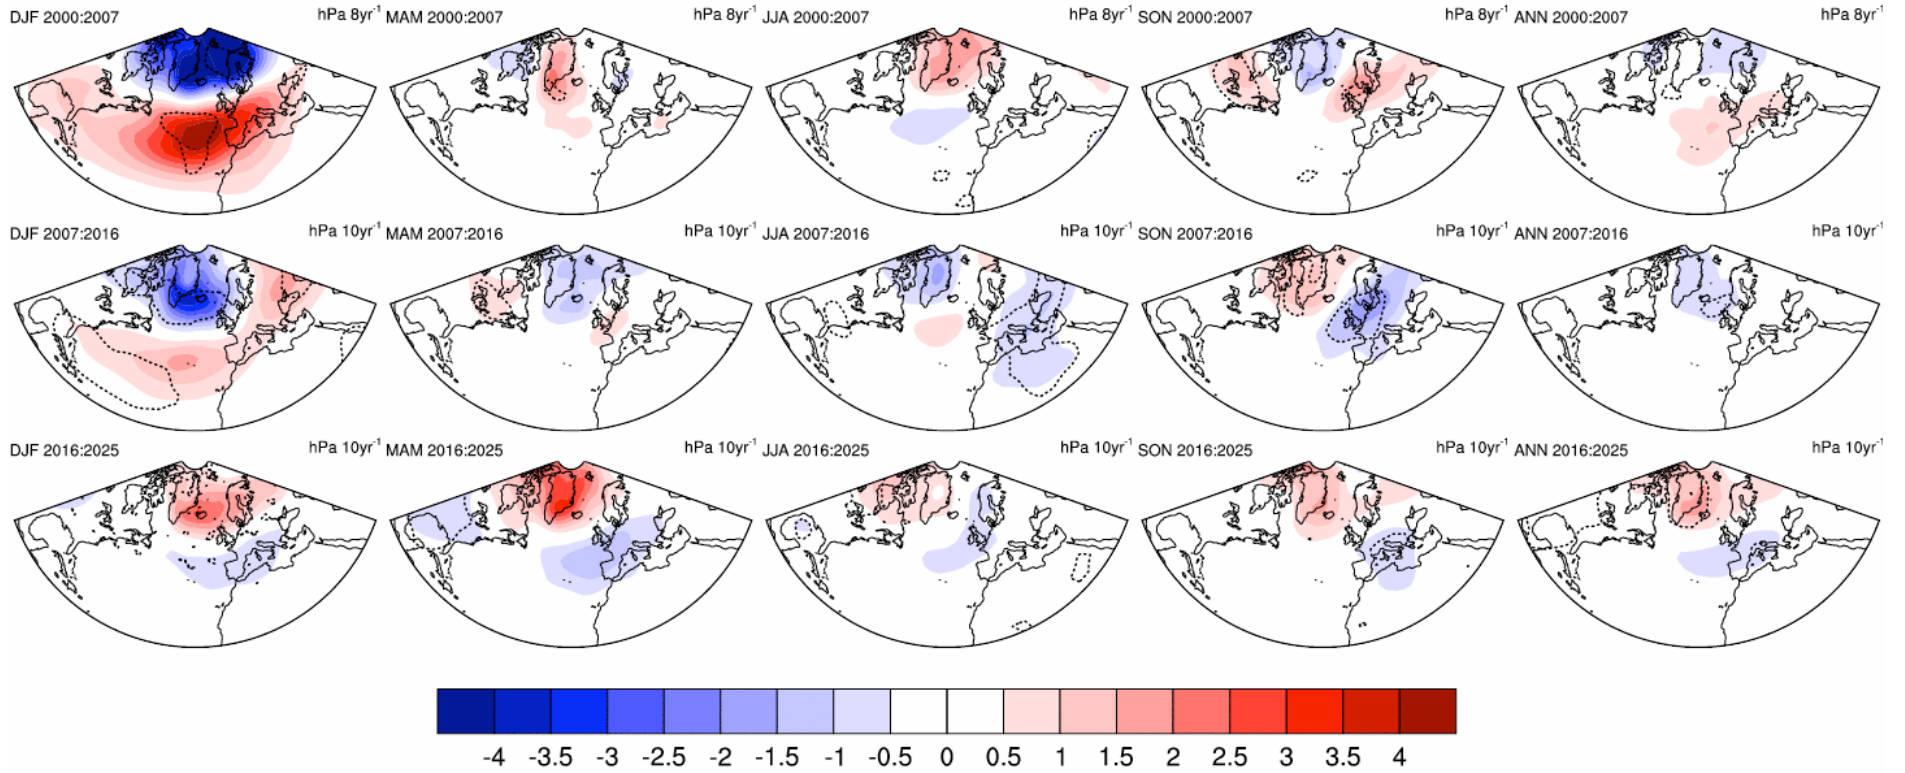 DJF 2000:2007 hPa 8yr⁻¹ MAM 2000:2007 hPa 8yr⁻¹ JJA 2000:2007 hPa 8yr⁻¹ SON 2000:2007 hPa 8yr⁻¹ ANN 2000:2007 hPa 8yr⁻¹
DJF 2007:2016 hPa 10yr⁻¹ MAM 2007:2016 hPa 10yr⁻¹ JJA 2007:2016 hPa 10yr⁻¹ SON 2007:2016 hPa 10yr⁻¹ ANN 2007:2016 hPa 10yr⁻¹
DJF 2016:2025 hPa 10yr⁻¹ MAM 2016:2025 hPa 10yr⁻¹ JJA 2016:2025 hPa 10yr⁻¹ SON 2016:2025 hPa 10yr⁻¹ ANN 2016:2025 hPa 10yr⁻¹
-4 -3.5 -3 -2.5 -2 -1.5 -1 -0.5 0 0.5 1 1.5 2 2.5 3 3.5 4